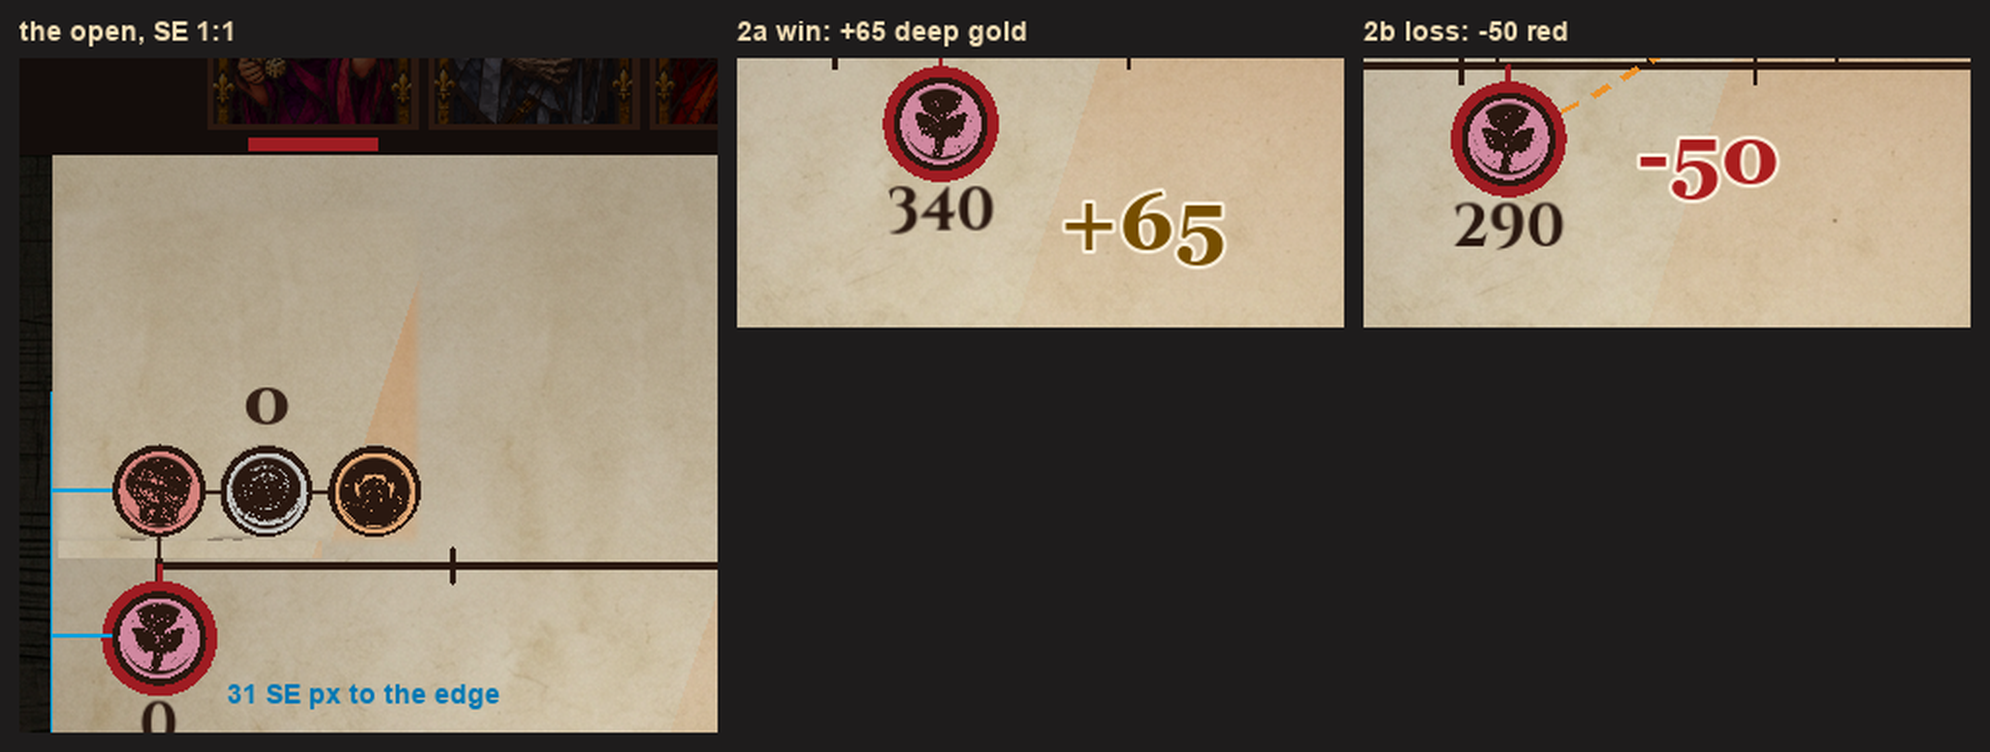 the open, SE 1:1
2a win: +65 deep gold
2b loss: -50 red
340
+65
-50
290
0
31 SE px to the edge
0